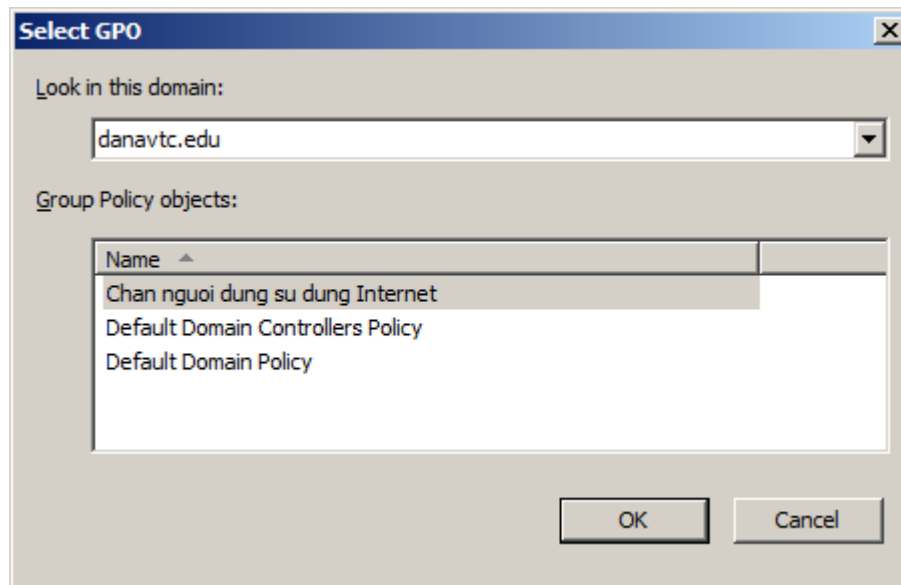 Select GPO
Look in this domain:
danavtc.edu
Group Policy objects:
Name
Chan nguoi dung su dung Internet
Default Domain Controllers Policy
Default Domain Policy
OK Cancel